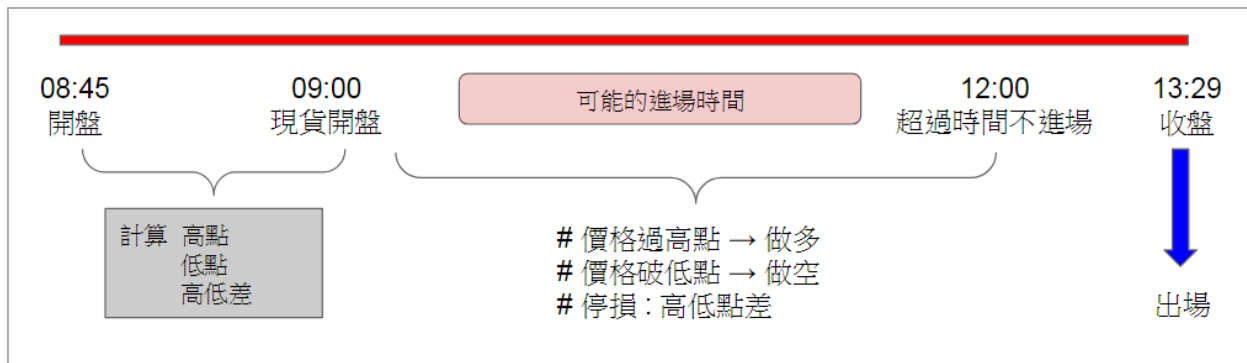 08:45
開盤
09:00
現貨開盤
可能的進場時間
12:00
超過時間不進場
13:29
收盤
計算 高點
低點
高低差
# 價格過高點 → 做多
# 價格破低點 → 做空
# 停損：高低點差
出場